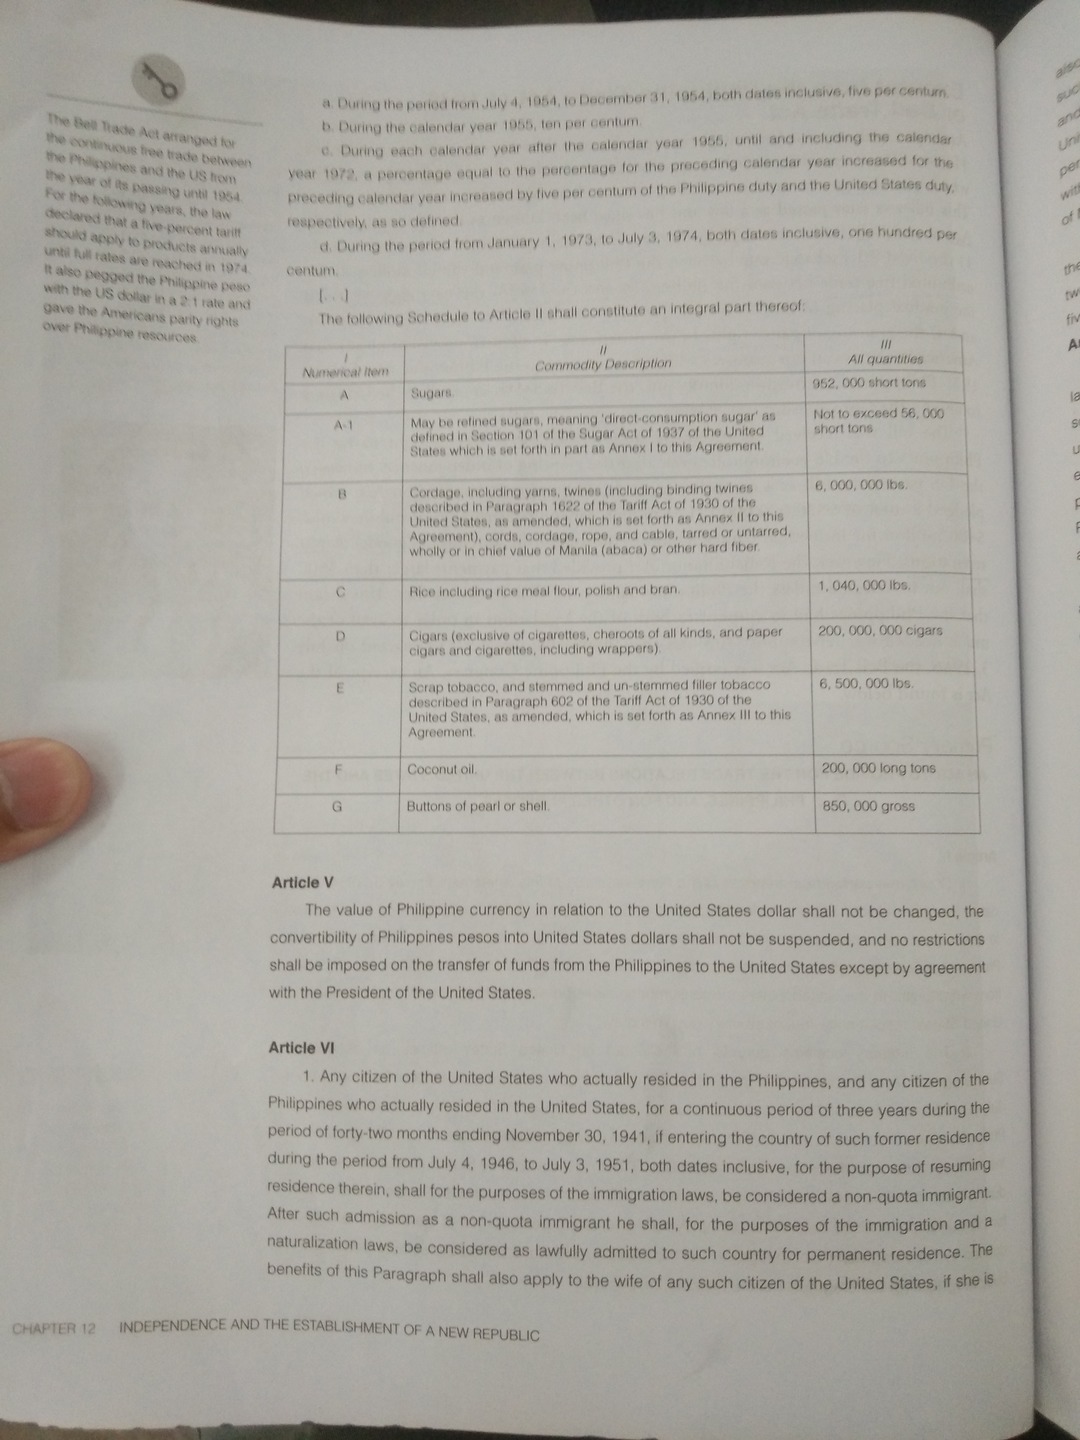 The Bell Trade Act arranged for
the continuous free trade between
the Philippines and the US from
the year of its passing until 1954.
For the following years, the law
declared that a five-percent tariff
should apply to products annually
until full rates are reached in 1974.
It also pegged the Philippine peso
with the US dollar in a 2:1 rate and
gave the Americans parity rights
over Philippine resources.
a. During the period from July 4, 1954, to December 31, 1954, both dates inclusive, five per centum.
b. During the calendar year 1955, ten per centum.
c. During each calendar year after the calendar year 1955, until and including the calendar
year 1972, a percentage equal to the percentage for the preceding calendar year increased for the
preceding calendar year increased by five per centum of the Philippine duty and the United States duty,
respectively, as so defined.
d. During the period from January 1, 1973, to July 3, 1974, both dates inclusive, one hundred per
centum.
[. . .]
The following Schedule to Article II shall constitute an integral part thereof:
I
Numerical Item
II
Commodity Description
III
All quantities
A
Sugars.
952, 000 short tons
A-1
May be refined sugars, meaning 'direct-consumption sugar' as
defined in Section 101 of the Sugar Act of 1937 of the United
States which is set forth in part as Annex I to this Agreement.
Not to exceed 56, 000
short tons
B
Cordage, including yarns, twines (including binding twines
described in Paragraph 1622 of the Tariff Act of 1930 of the
United States, as amended, which is set forth as Annex II to this
Agreement), cords, cordage, rope, and cable, tarred or untarred,
wholly or in chief value of Manila (abaca) or other hard fiber.
6, 000, 000 lbs.
C
Rice including rice meal flour, polish and bran.
1, 040, 000 lbs.
D
Cigars (exclusive of cigarettes, cheroots of all kinds, and paper
cigars and cigarettes, including wrappers).
200, 000, 000 cigars
E
Scrap tobacco, and stemmed and un-stemmed filler tobacco
described in Paragraph 602 of the Tariff Act of 1930 of the
United States, as amended, which is set forth as Annex III to this
Agreement.
6, 500, 000 lbs.
F
Coconut oil.
200, 000 long tons
G
Buttons of pearl or shell.
850, 000 gross
Article V
The value of Philippine currency in relation to the United States dollar shall not be changed, the
convertibility of Philippines pesos into United States dollars shall not be suspended, and no restrictions
shall be imposed on the transfer of funds from the Philippines to the United States except by agreement
with the President of the United States.
Article VI
1. Any citizen of the United States who actually resided in the Philippines, and any citizen of the
Philippines who actually resided in the United States, for a continuous period of three years during the
period of forty-two months ending November 30, 1941, if entering the country of such former residence
during the period from July 4, 1946, to July 3, 1951, both dates inclusive, for the purpose of resuming
residence therein, shall for the purposes of the immigration laws, be considered a non-quota immigrant.
After such admission as a non-quota immigrant he shall, for the purposes of the immigration and a
naturalization laws, be considered as lawfully admitted to such country for permanent residence. The
benefits of this Paragraph shall also apply to the wife of any such citizen of the United States, if she is
CHAPTER 12 INDEPENDENCE AND THE ESTABLISHMENT OF A NEW REPUBLIC